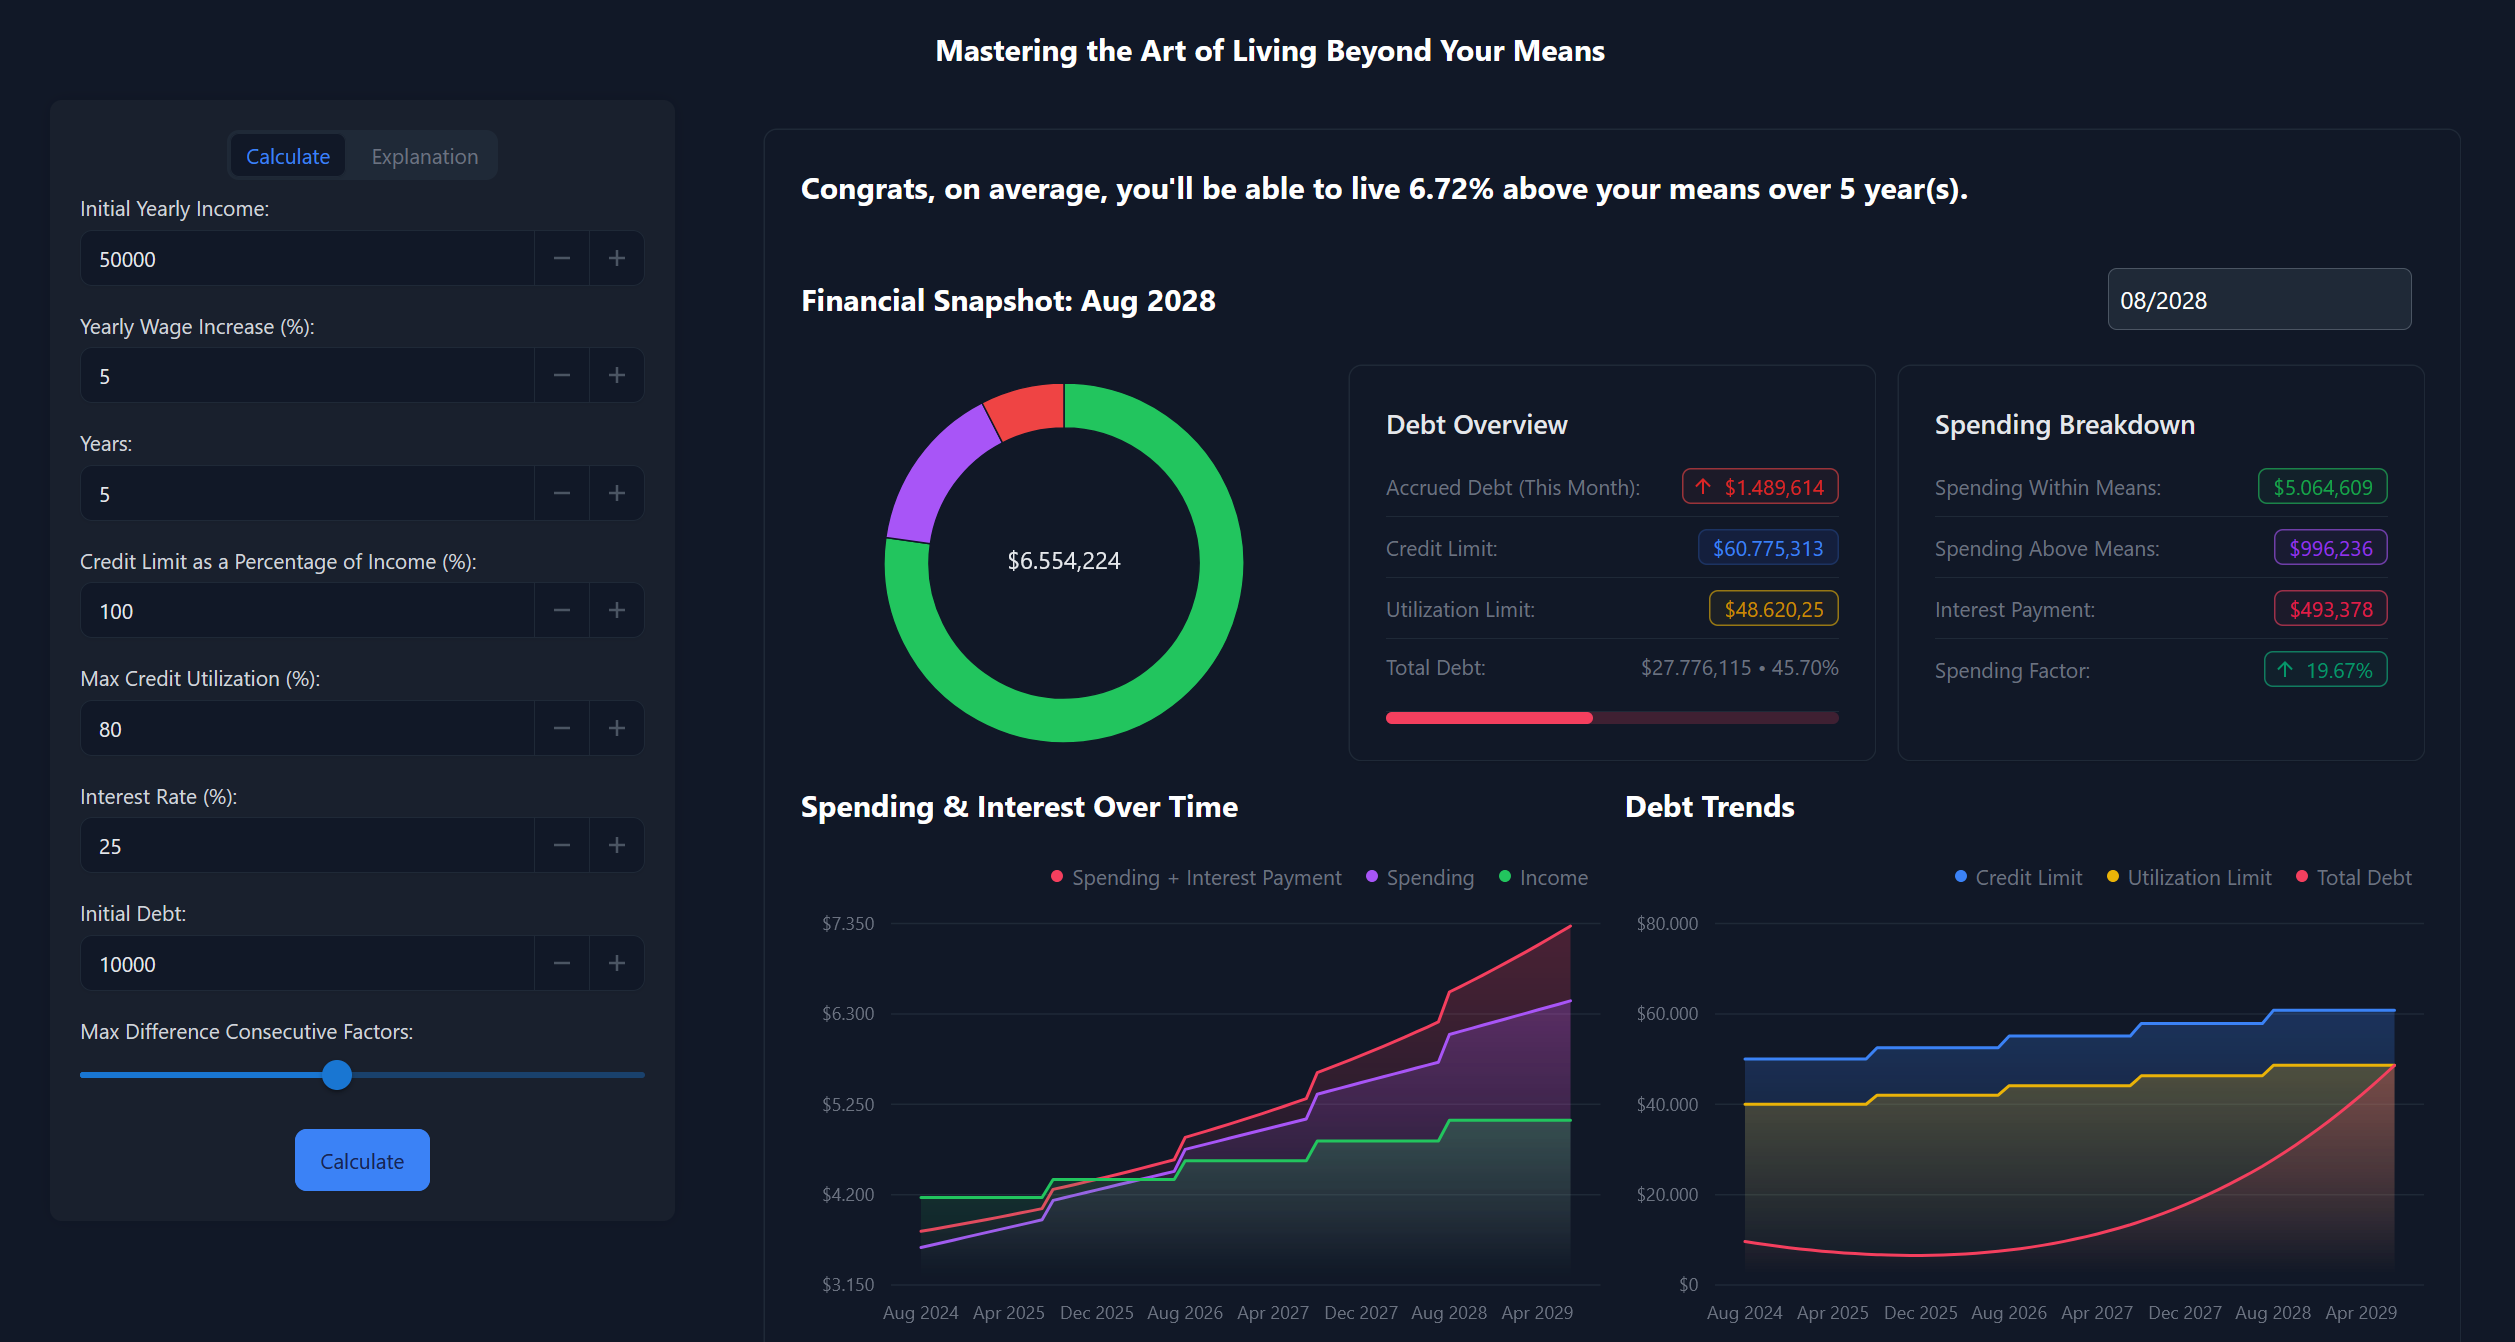 Mastering the Art of Living Beyond Your Means
Calculate Explanation
Initial Yearly Income:
50000
Yearly Wage Increase (%):
5
Years:
5
Credit Limit as a Percentage of Income (%):
100
Max Credit Utilization (%):
80
Interest Rate (%):
25
Initial Debt:
10000
Max Difference Consecutive Factors:
Calculate
Congrats, on average, you'll be able to live 6.72% above your means over 5 year(s).
Financial Snapshot: Aug 2028
08/2028
$6.554,224
Debt Overview
Accrued Debt (This Month): ↑ $1.489,614
Credit Limit: $60.775,313
Utilization Limit: $48.620,25
Total Debt: $27.776,115 • 45.70%
Spending Breakdown
Spending Within Means: $5.064,609
Spending Above Means: $996,236
Interest Payment: $493,378
Spending Factor: ↑ 19.67%
Spending & Interest Over Time
Spending + Interest Payment Spending Income
$7.350
$6.300
$5.250
$4.200
$3.150
Aug 2024 Apr 2025 Dec 2025 Aug 2026 Apr 2027 Dec 2027 Aug 2028 Apr 2029
Debt Trends
Credit Limit Utilization Limit Total Debt
$80.000
$60.000
$40.000
$20.000
$0
Aug 2024 Apr 2025 Dec 2025 Aug 2026 Apr 2027 Dec 2027 Aug 2028 Apr 2029